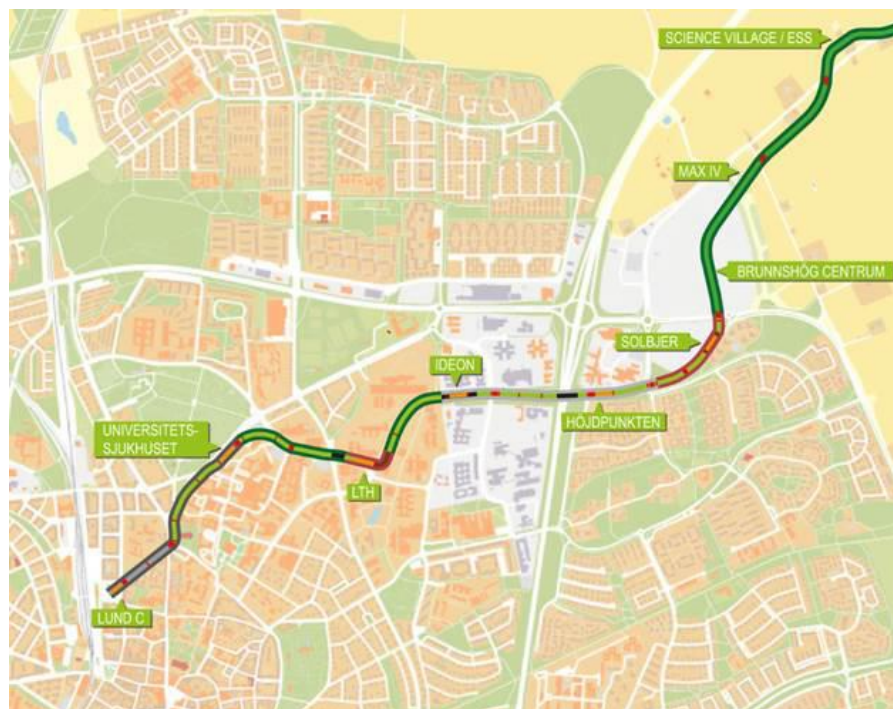 SCIENCE VILLAGE / ESS
MAX IV
BRUNNSHÖG CENTRUM
SOLBJER
IDEON
HÖJDPUNKTEN
UNIVERSITETS-
SJUKHUSET
LTH
LUND C